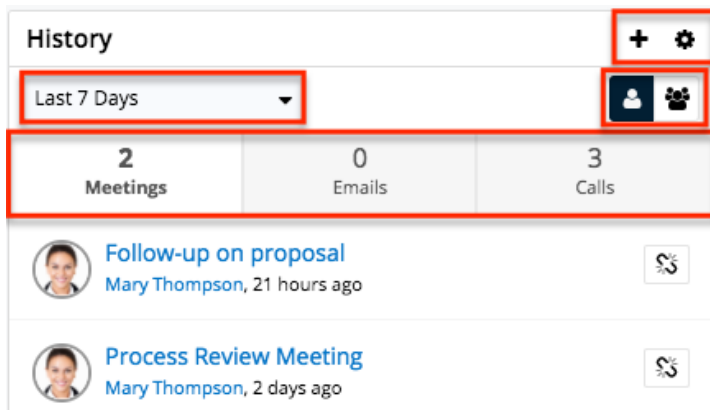 History
Last 7 Days
2 0 3
Meetings Emails Calls
Follow-up on proposal
Mary Thompson, 21 hours ago
Process Review Meeting
Mary Thompson, 2 days ago